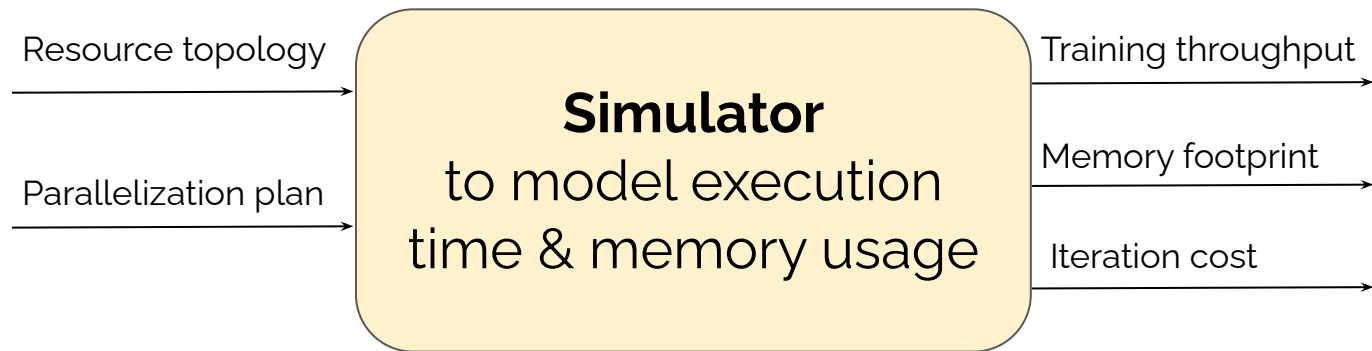 Resource topology
Parallelization plan
Simulator
to model execution
time & memory usage
Training throughput
Memory footprint
Iteration cost